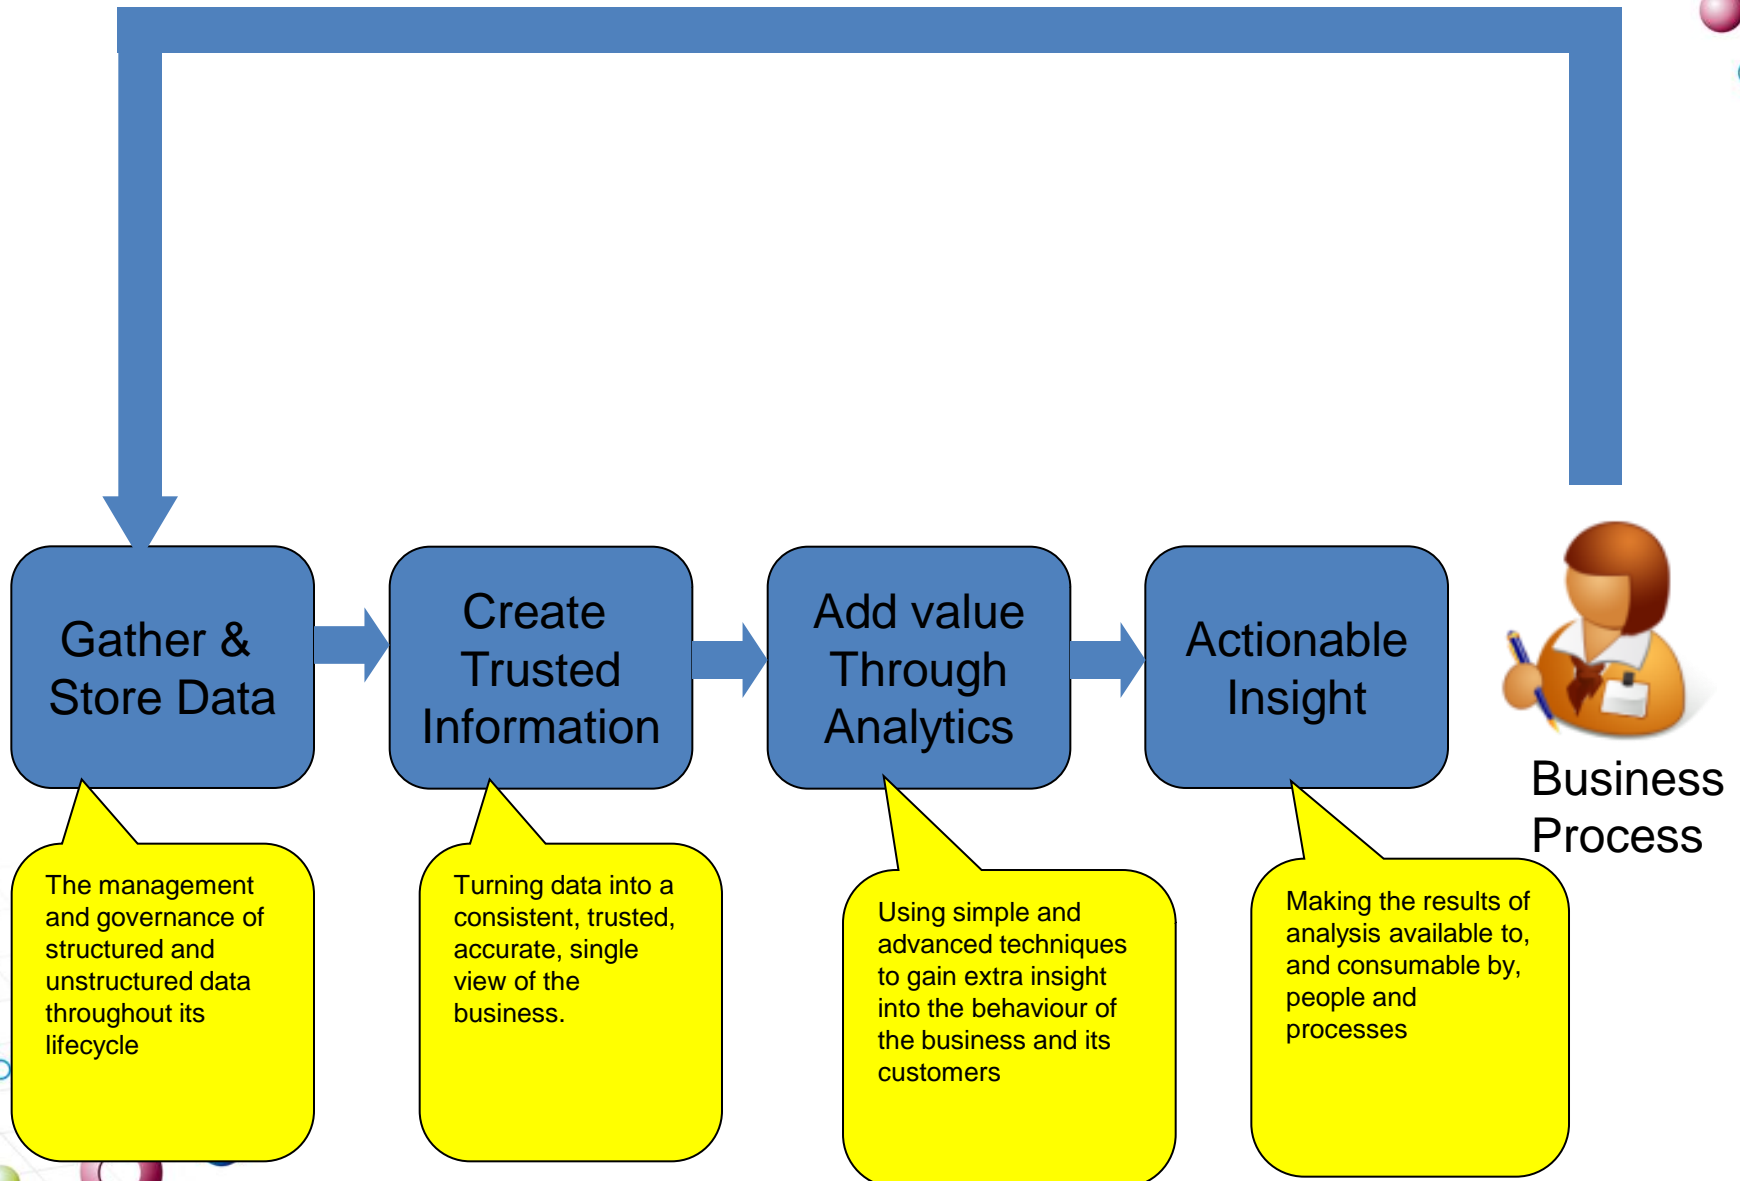 Gather &
Store Data
Create
Trusted
Information
Add value
Through
Analytics
Actionable
Insight
Business
Process
The management
and governance of
structured and
unstructured data
throughout its
lifecycle
Turning data into a
consistent, trusted,
accurate, single
view of the
business.
Using simple and
advanced techniques
to gain extra insight
into the behaviour of
the business and its
customers
Making the results of
analysis available to,
and consumable by,
people and
processes